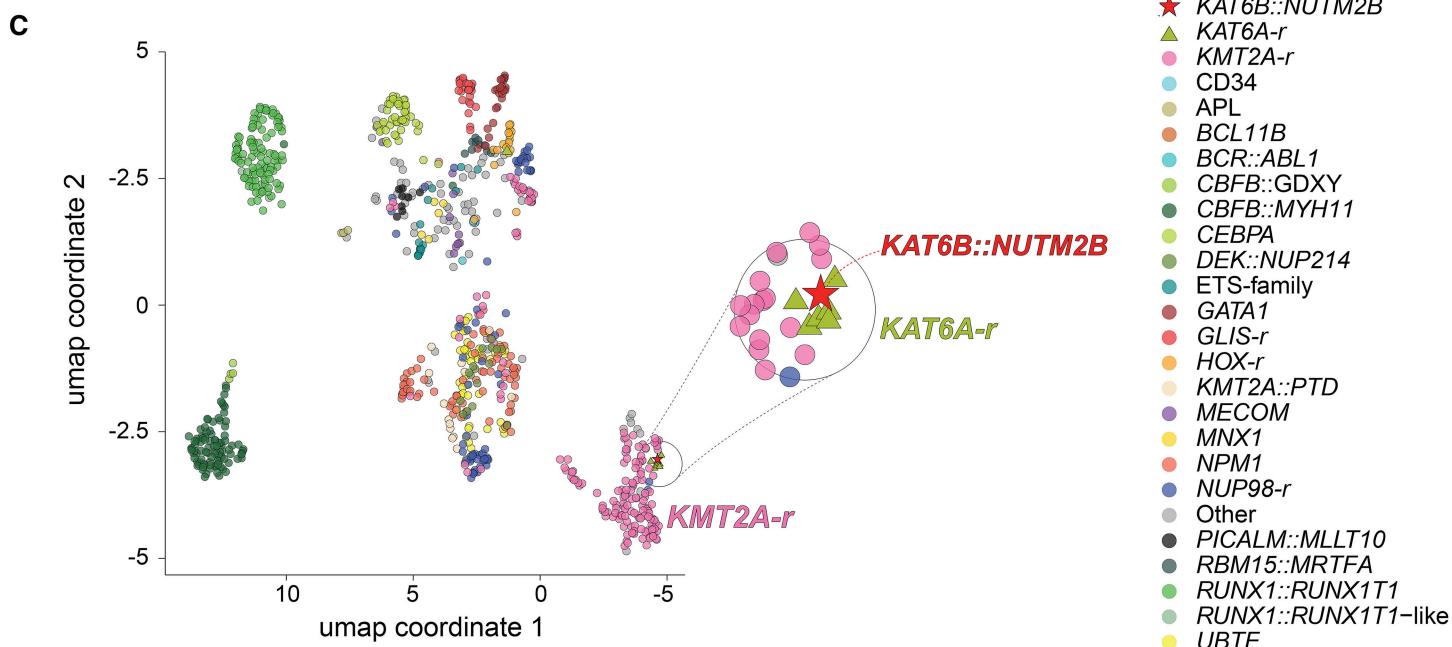 C
5
-2.5
0
-2.5
-5
umap coordinate 2
10
5
0
-5
umap coordinate 1
KAT6B::NUTM2B
KAT6A-r
KMT2A-r
KAT6B::NUTM2B
KAT6A-r
KMT2A-r
CD34
APL
BCL11B
BCR::ABL1
CBFB::GDXY
CBFB::MYH11
CEBPA
DEK::NUP214
ETS-family
GATA1
GLIS-r
HOX-r
KMT2A::PTD
MECOM
MNX1
NPM1
NUP98-r
Other
PICALM::MLLT10
RBM15::MRTFA
RUNX1::RUNX1T1
RUNX1::RUNX1T1−like
UBTF